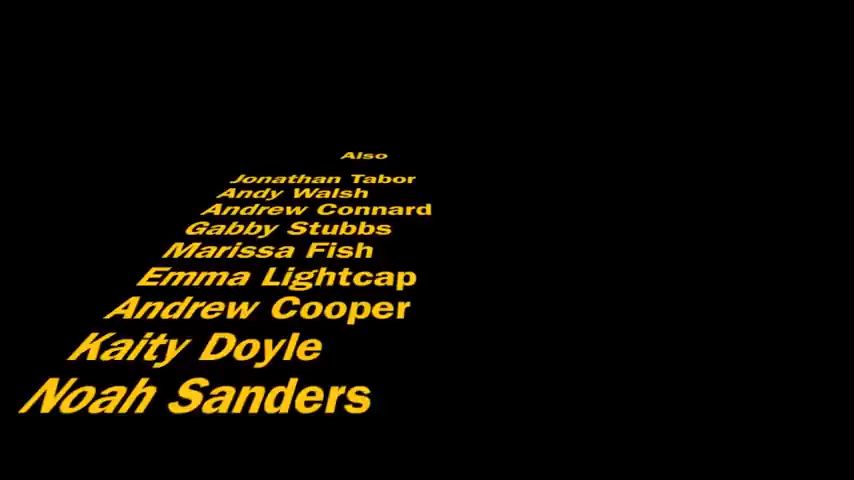 Also
Jonathan Tabor
Andy Walsh
Andrew Connard
Gabby Stubbs
Marissa Fish
Emma Lightcap
Andrew Cooper
Kaity Doyle
Noah Sanders